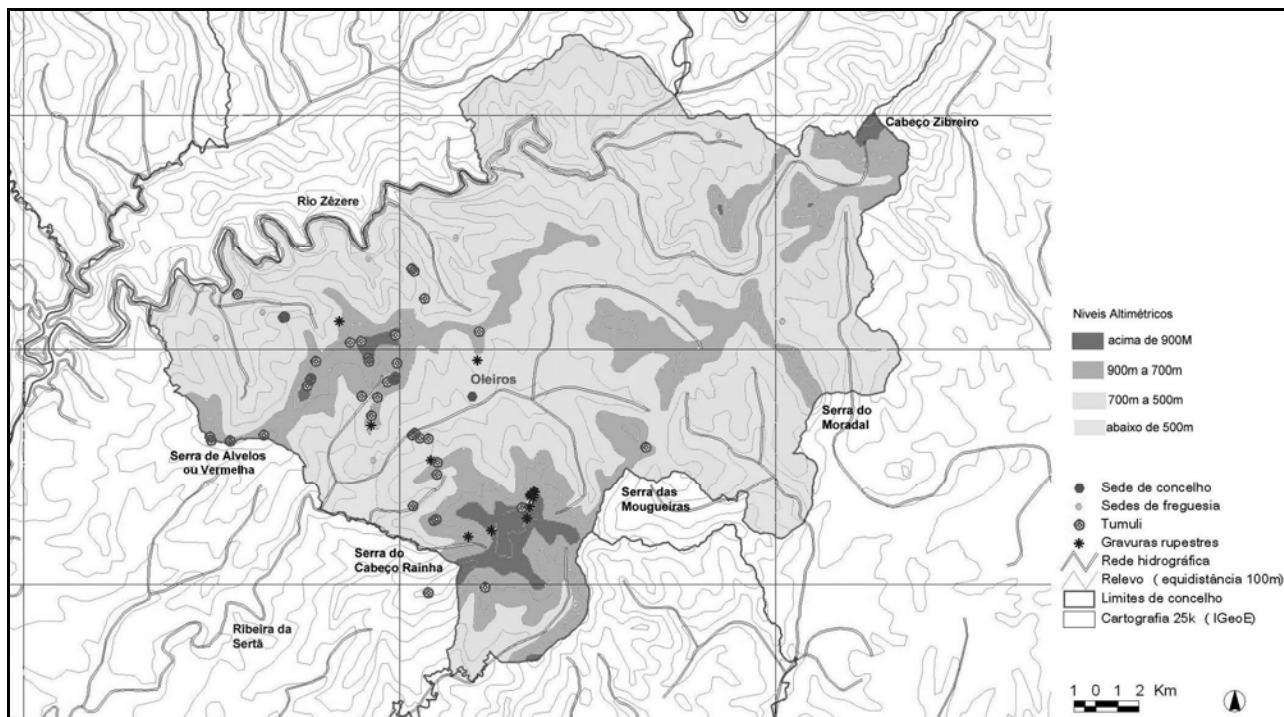 Cabeço Zibreiro
Rio Zêzere
Oleiros
Serra do
Moradal
Serra de Alvelos
ou Vermelha
Serra das
Mougueiras
Serra do
Cabeço Rainha
Ribeira da
Sertã
Niveis Altimétricos
acima de 900M
900m a 700m
700m a 500m
abaixo de 500m
Sede de concelho
Sedes de freguesia
Tumuli
Gravuras rupestres
Rede hidrográfica
Relevo ( equidistância 100m)
Limites de concelho
Cartografia 25k ( IGeoE)
1 0 1 2 Km